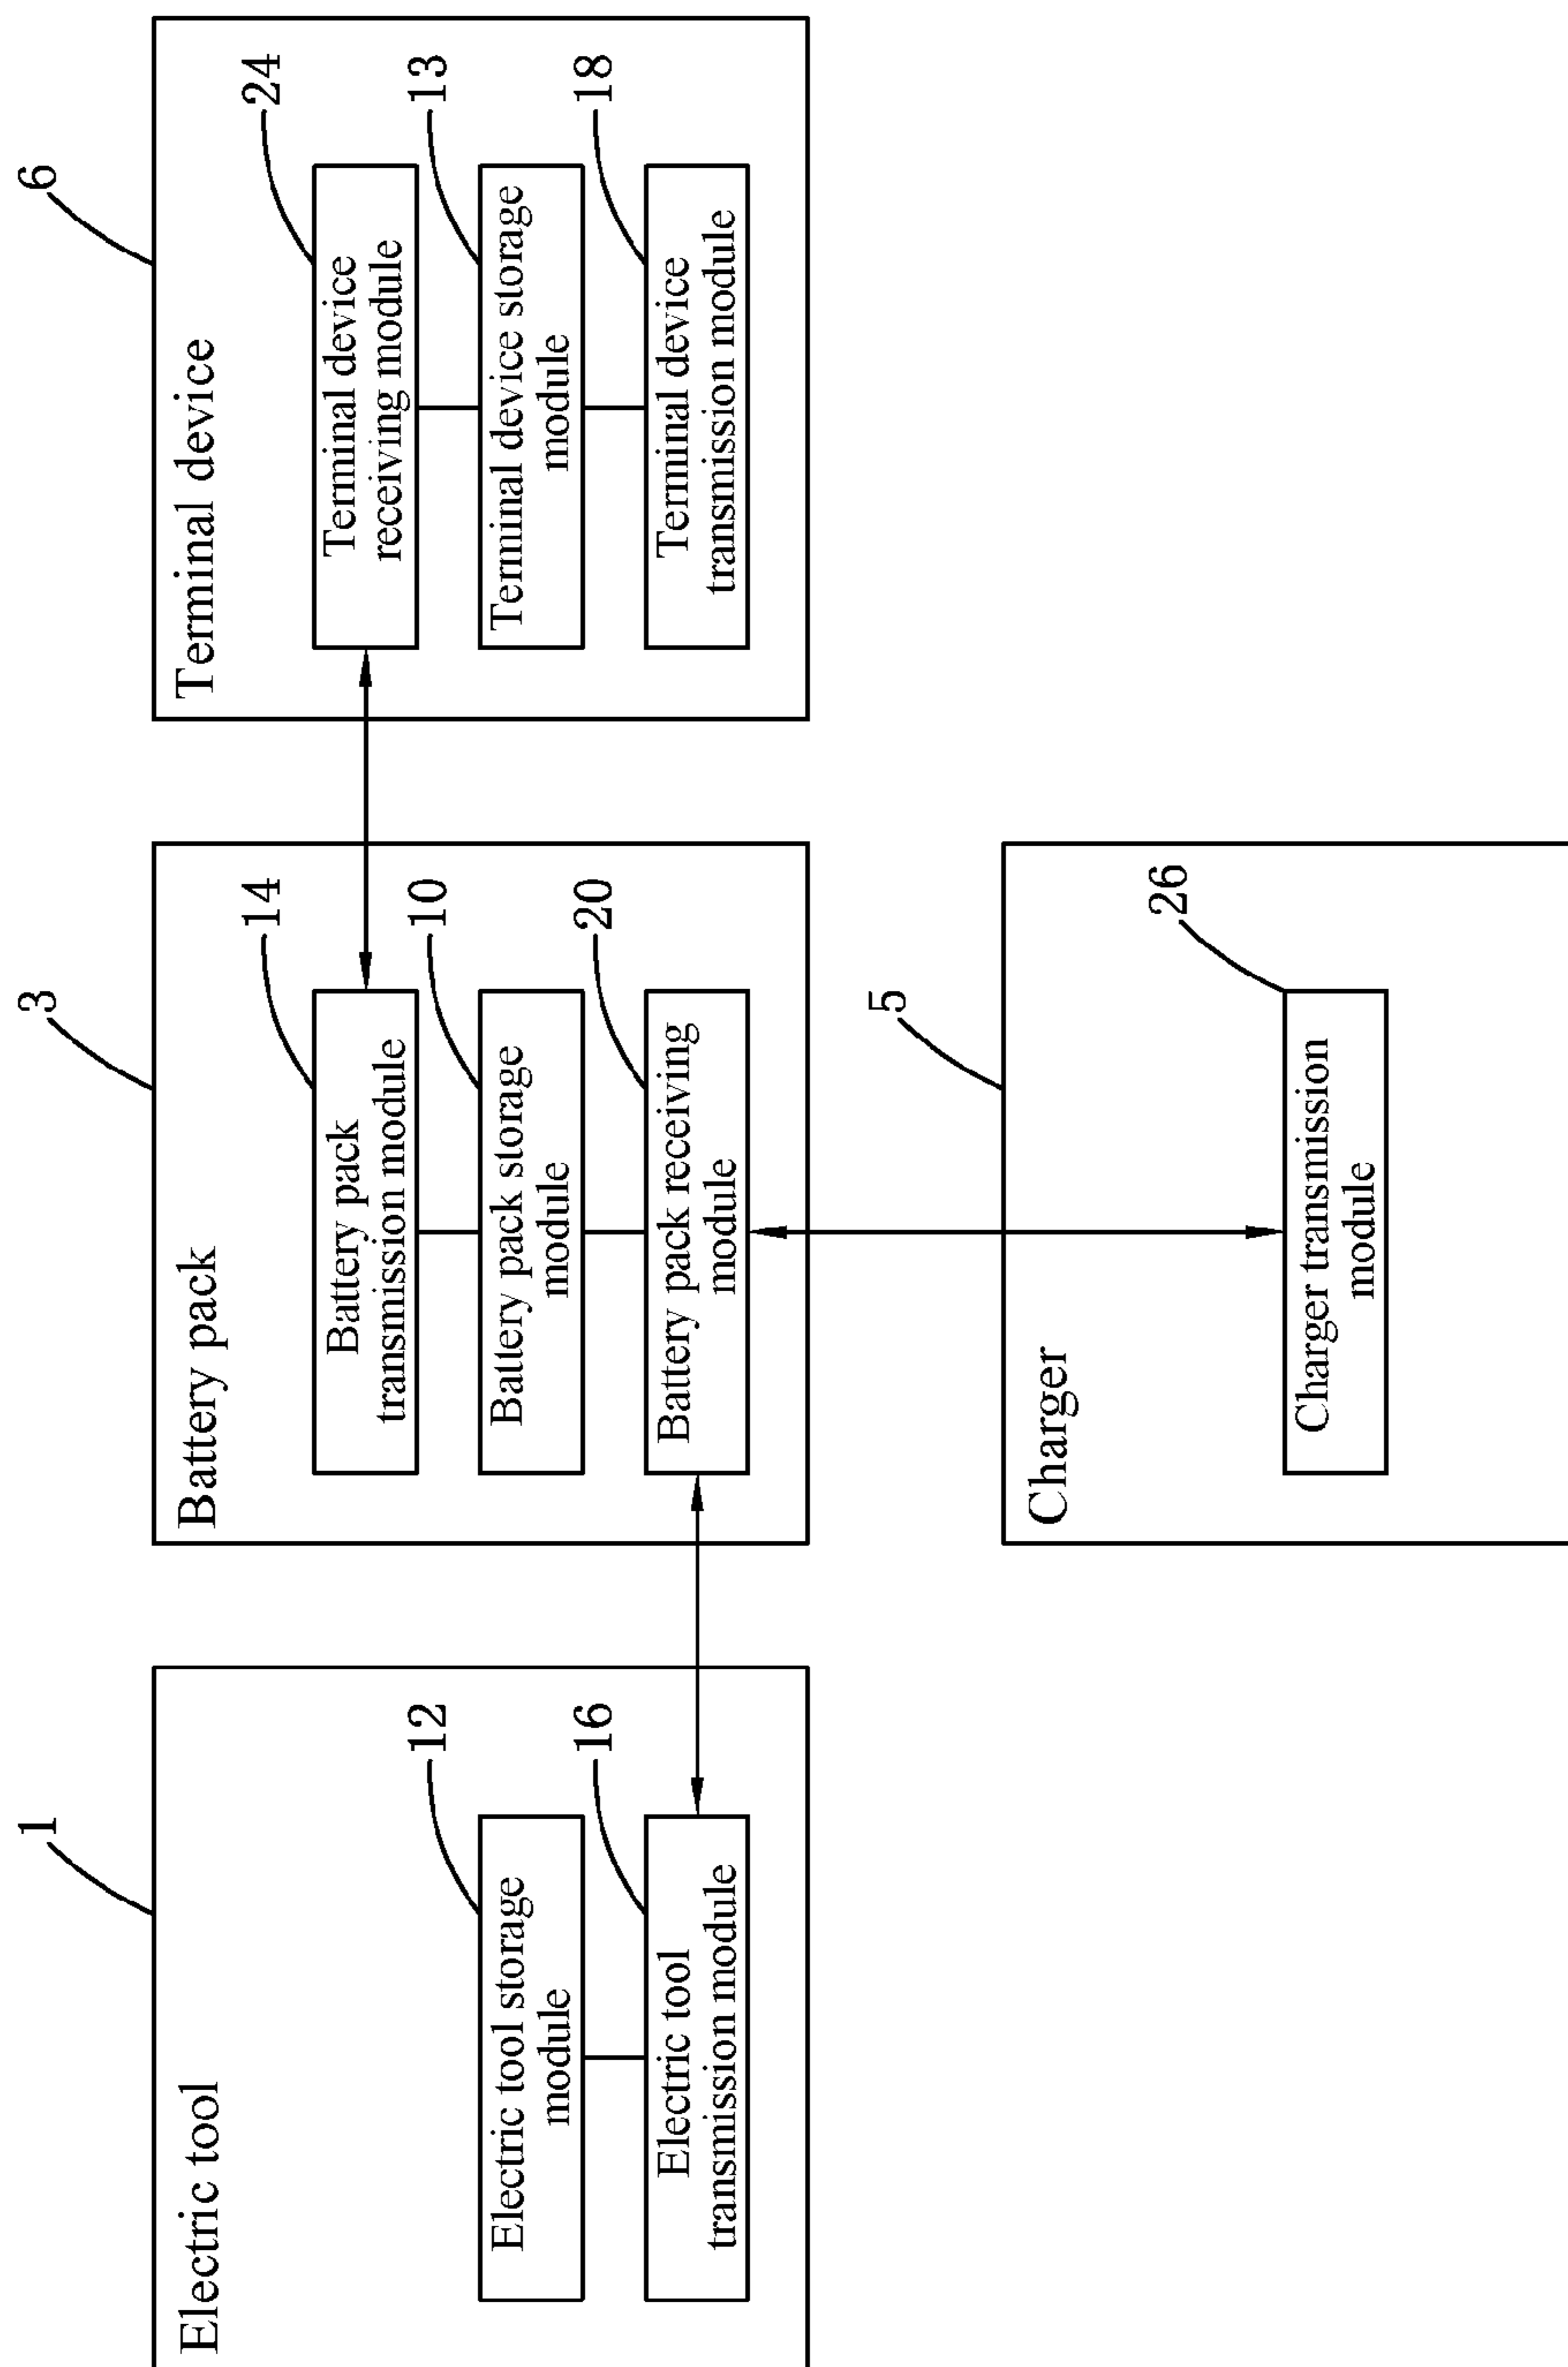 1
Electric tool
12
Electric tool storage
module
16
Electric tool
transmission module
3
Battery pack
14
Battery pack
transmission module
10
Battery pack storage
module
20
Battery pack receiving
module
6
Terminal device
24
Terminal device
receiving module
13
Terminal device storage
module
18
Terminal device
transmission module
5
Charger
26
Charger transmission
module